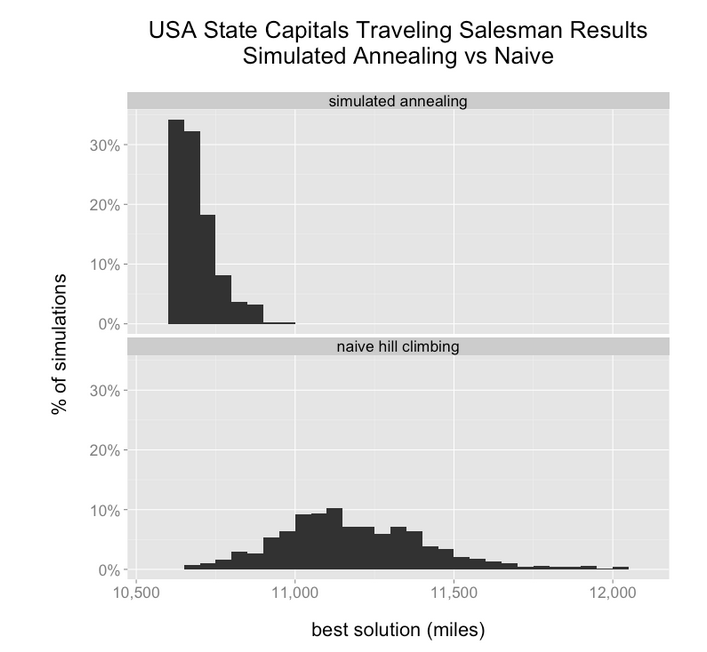 USA State Capitals Traveling Salesman Results
Simulated Annealing vs Naive
simulated annealing
30%
20%
10%
0%
naive hill climbing
30%
20%
10%
0%
% of simulations
10,500
11,000
11,500
12,000
best solution (miles)